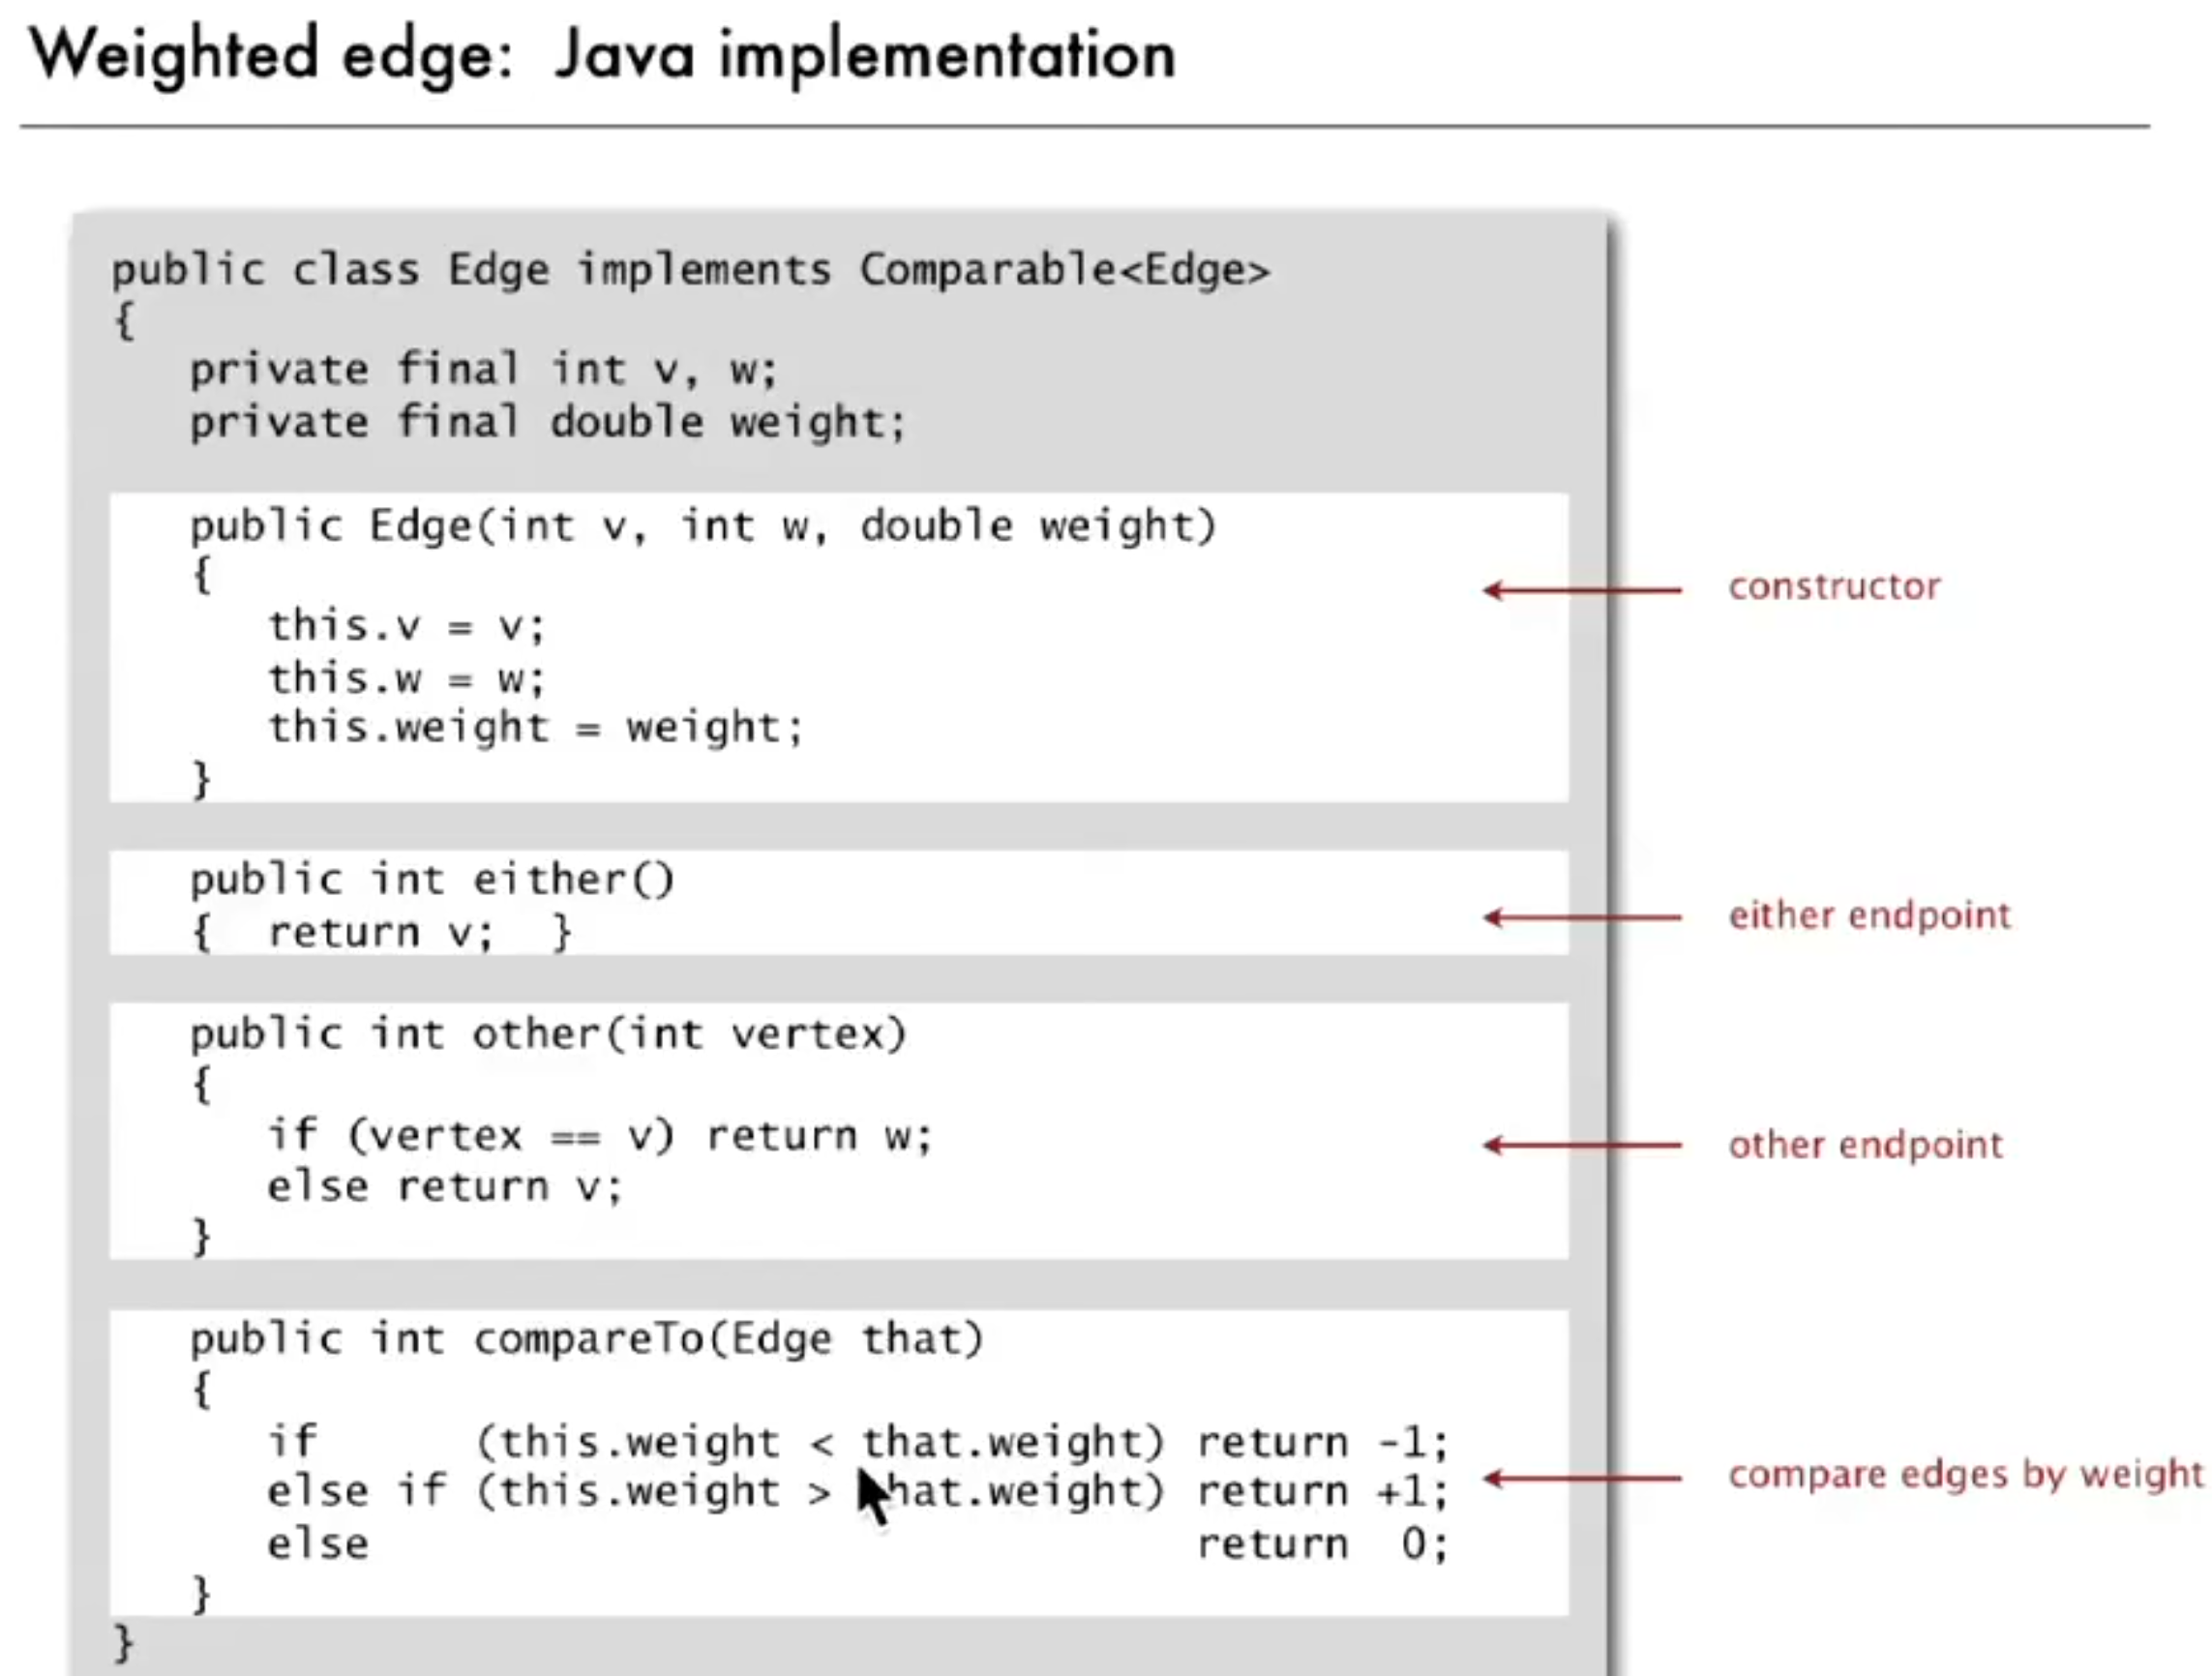 Weighted edge: Java implementation
public class Edge implements Comparable<Edge>
{
private final int v, w;
private final double weight;
public Edge(int v, int w, double weight)
{
this.v = v;
this.w = w;
this.weight = weight;
}
constructor
public int either()
{ return v; }
either endpoint
public int other(int vertex)
{
if (vertex == v) return w;
else return v;
}
other endpoint
public int compareTo(Edge that)
{
if (this.weight < that.weight) return -1;
else if (this.weight > that.weight) return +1;
else return 0;
}
compare edges by weight
}